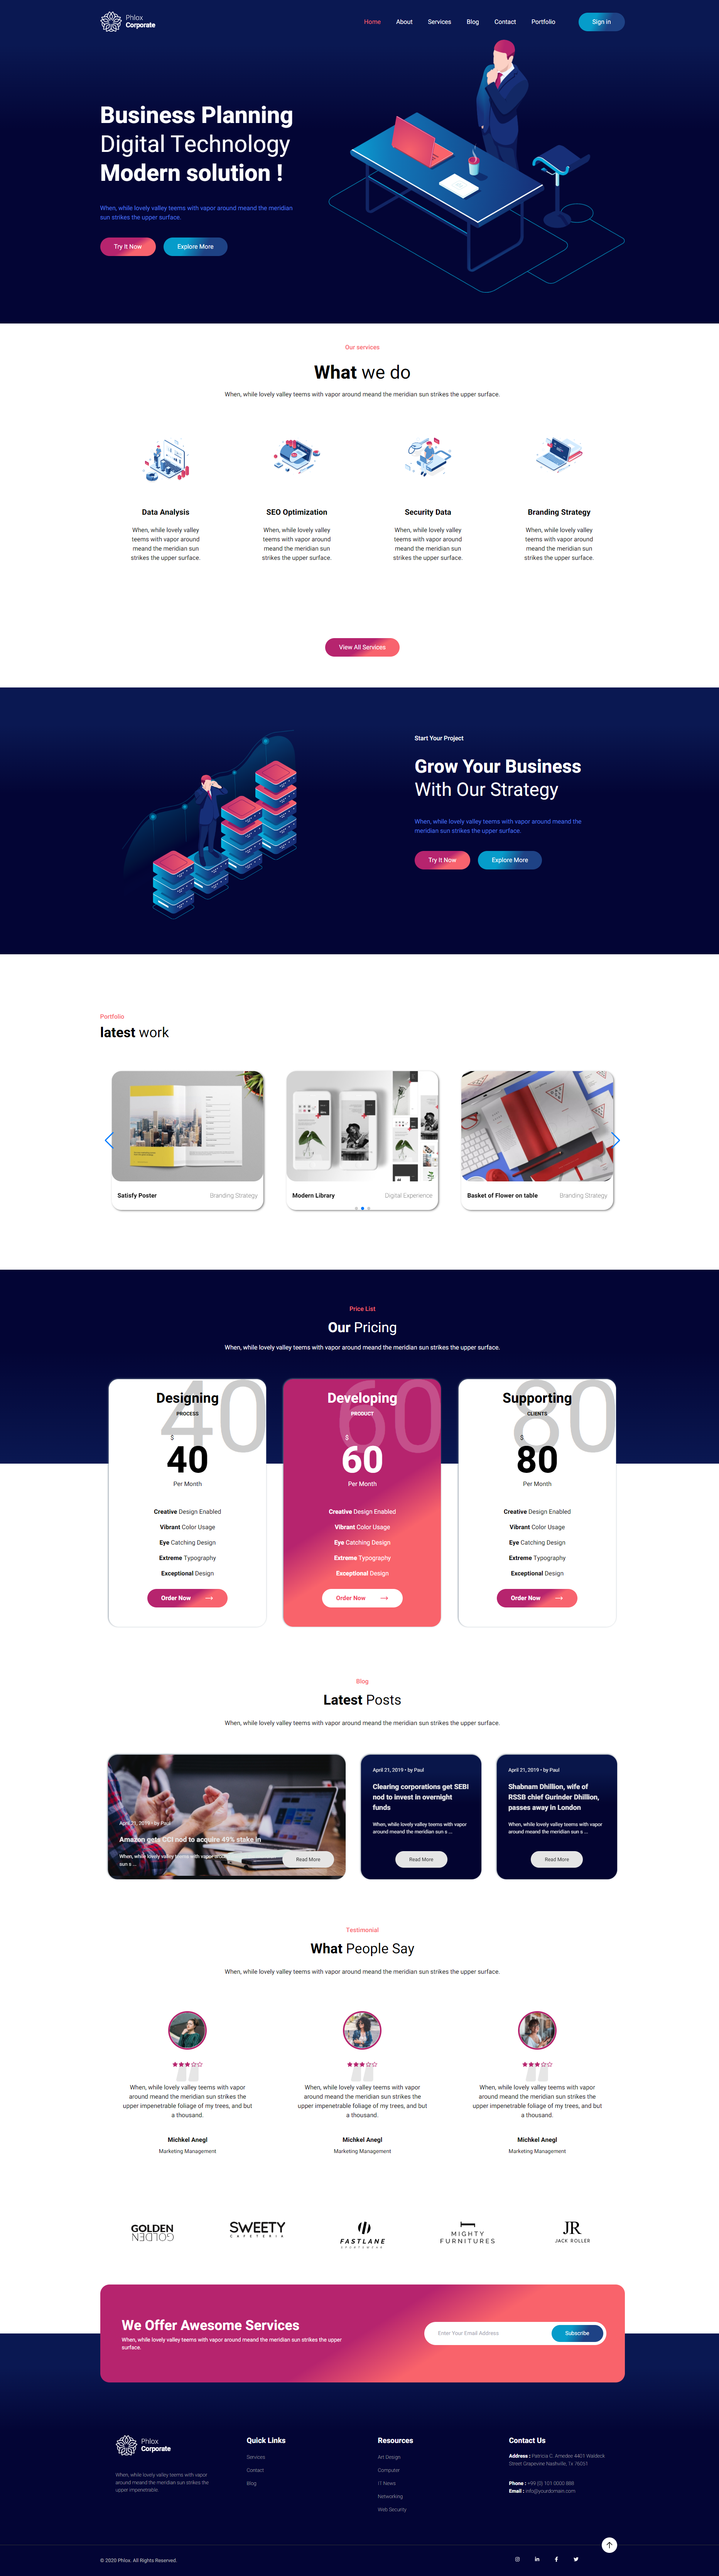 Phlox
Corporate
Home About Services Blog Contact Portfolio Sign in
Business Planning
Digital Technology
Modern solution !
When, while lovely valley teems with vapor around meand the meridian
sun strikes the upper surface.
Try It Now Explore More
Our services
What we do
When, while lovely valley teems with vapor around meand the meridian sun strikes the upper surface.
Data Analysis
When, while lovely valley
teems with vapor around
meand the meridian sun
strikes the upper surface.
SEO Optimization
When, while lovely valley
teems with vapor around
meand the meridian sun
strikes the upper surface.
Security Data
When, while lovely valley
teems with vapor around
meand the meridian sun
strikes the upper surface.
Branding Strategy
When, while lovely valley
teems with vapor around
meand the meridian sun
strikes the upper surface.
View All Services
Start Your Project
Grow Your Business
With Our Strategy
When, while lovely valley teems with vapor around meand the
meridian sun strikes the upper surface.
Try It Now Explore More
Portfolio
latest work
Satisfy Poster Branding Strategy
Modern Library Digital Experience
Basket of Flower on table Branding Strategy
Price List
Our Pricing
When, while lovely valley teems with vapor around meand the meridian sun strikes the upper surface.
40
Designing
PROCESS
$
40
Per Month
Creative Design Enabled
Vibrant Color Usage
Eye Catching Design
Extreme Typography
Exceptional Design
Order Now
60
Developing
PRODUCT
$
60
Per Month
Creative Design Enabled
Vibrant Color Usage
Eye Catching Design
Extreme Typography
Exceptional Design
Order Now
80
Supporting
CLIENTS
$
80
Per Month
Creative Design Enabled
Vibrant Color Usage
Eye Catching Design
Extreme Typography
Exceptional Design
Order Now
Blog
Latest Posts
When, while lovely valley teems with vapor around meand the meridian sun strikes the upper surface.
April 21, 2019 • by Paul
Amazon gets CCI nod to acquire 49% stake in
When, while lovely valley teems with vapor
sun s ...
Read More
April 21, 2019 • by Paul
Clearing corporations get SEBI
nod to invest in overnight
funds
When, while lovely valley teems with vapor
around meand the meridian sun s ...
Read More
April 21, 2019 • by Paul
Shabnam Dhillion, wife of
RSSB chief Gurinder Dhillion,
passes away in London
When, while lovely valley teems with vapor
around meand the meridian sun s ...
Read More
Testimonial
What People Say
When, while lovely valley teems with vapor around meand the meridian sun strikes the upper surface.
When, while lovely valley teems with vapor
around meand the meridian sun strikes the
upper impenetrable foliage of my trees, and but
a thousand.
Michkel Anegl
Marketing Management
When, while lovely valley teems with vapor
around meand the meridian sun strikes the
upper impenetrable foliage of my trees, and but
a thousand.
Michkel Anegl
Marketing Management
When, while lovely valley teems with vapor
around meand the meridian sun strikes the
upper impenetrable foliage of my trees, and but
a thousand.
Michkel Anegl
Marketing Management
GOLDEN
GOLDEN
SWEETY
CAFETERIA
FASTLANE
SPORTSWEAR
MIGHTY
FURNITURES
JR
JACK ROLLER
We Offer Awesome Services
When, while lovely valley teems with vapor around meand the meridian sun strikes the upper
surface.
Enter Your Email Address Subscribe
Phlox
Corporate
When, while lovely valley teems with vapor
around meand the meridian sun strikes the
upper impenetrable.
Quick Links
Services
Contact
Blog
Resources
Art Design
Computer
IT News
Networking
Web Security
Contact Us
Address : Patricia C. Amedee 4401 Waldeck
Street Grapevine Nashville, Tx 76051
Phone : +99 (0) 101 0000 888
Email : info@yourdomain.com
© 2020 Phlox. All Rights Reserved.